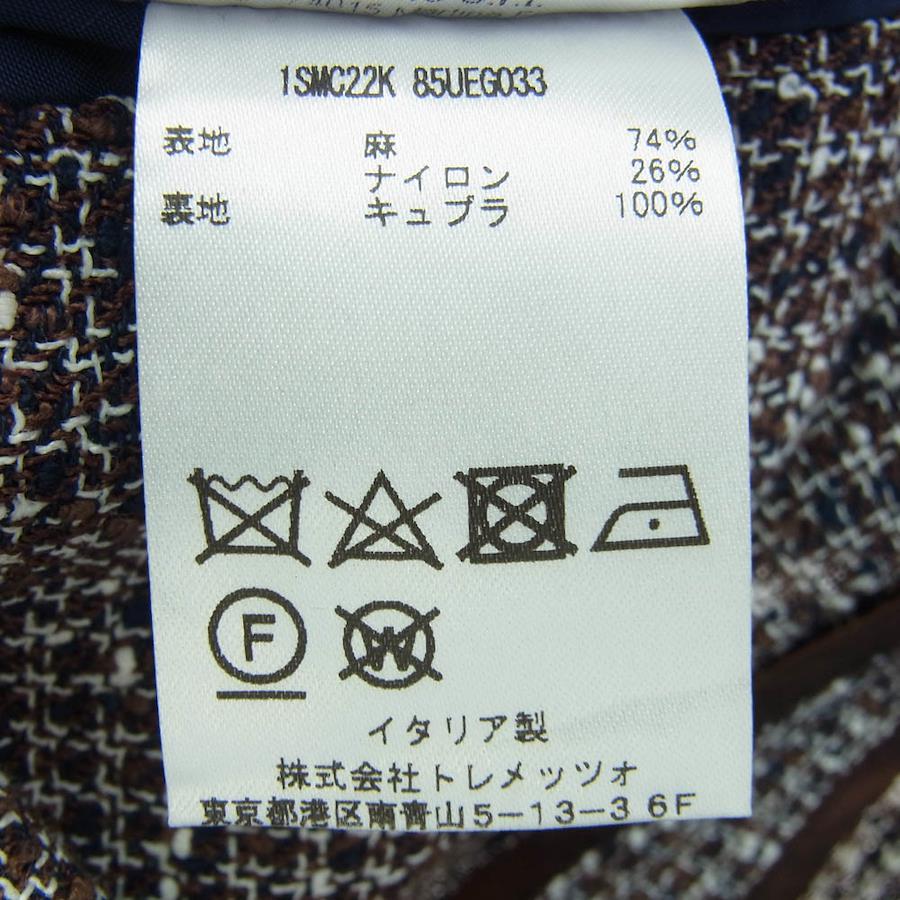 1SMC22K 85UEG033
表地 麻 74%
ナイロン 26%
裏地 キュプラ 100%
F
W
イタリア製
株式会社トレメッツォ
東京都港区南青山5-13-3 6F